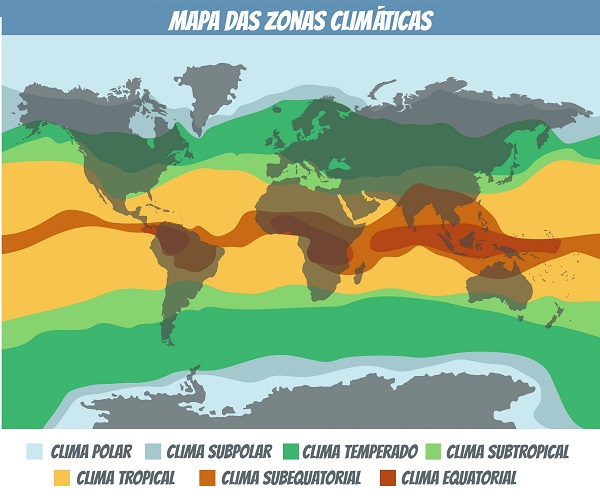 MAPA DAS ZONAS CLIMÁTICAS
CLIMA POLAR CLIMA SUBPOLAR CLIMA TEMPERADO CLIMA SUBTROPICAL
CLIMA TROPICAL CLIMA SUBEQUATORIAL CLIMA EQUATORIAL